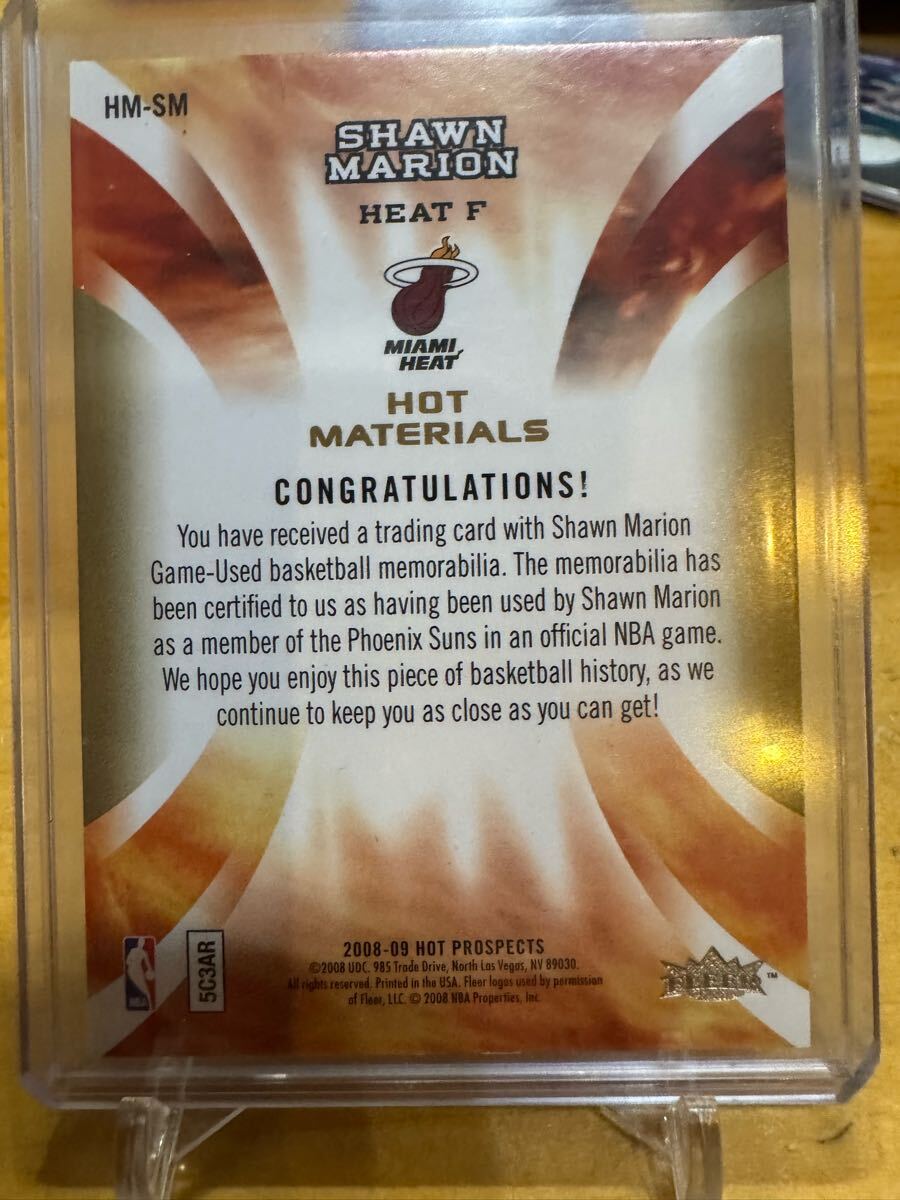 HM-SM
SHAWN
MARION
HEAT F
MIAMI
HEAT
HOT
MATERIALS
CONGRATULATIONS!
You have received a trading card with Shawn Marion
Game-Used basketball memorabilia. The memorabilia has
been certified to us as having been used by Shawn Marion
as a member of the Phoenix Suns in an official NBA game.
We hope you enjoy this piece of basketball history, as we
continue to keep you as close as you can get!
NBA
5C3AR
2008-09 HOT PROSPECTS
©2008 UDC. 985 Trade Drive, North Las Vegas, NV 89030.
All rights reserved. Printed in the USA. Fleer logos used by permission
of Fleer, LLC. © 2008 NBA Properties, Inc.
FLEER TM